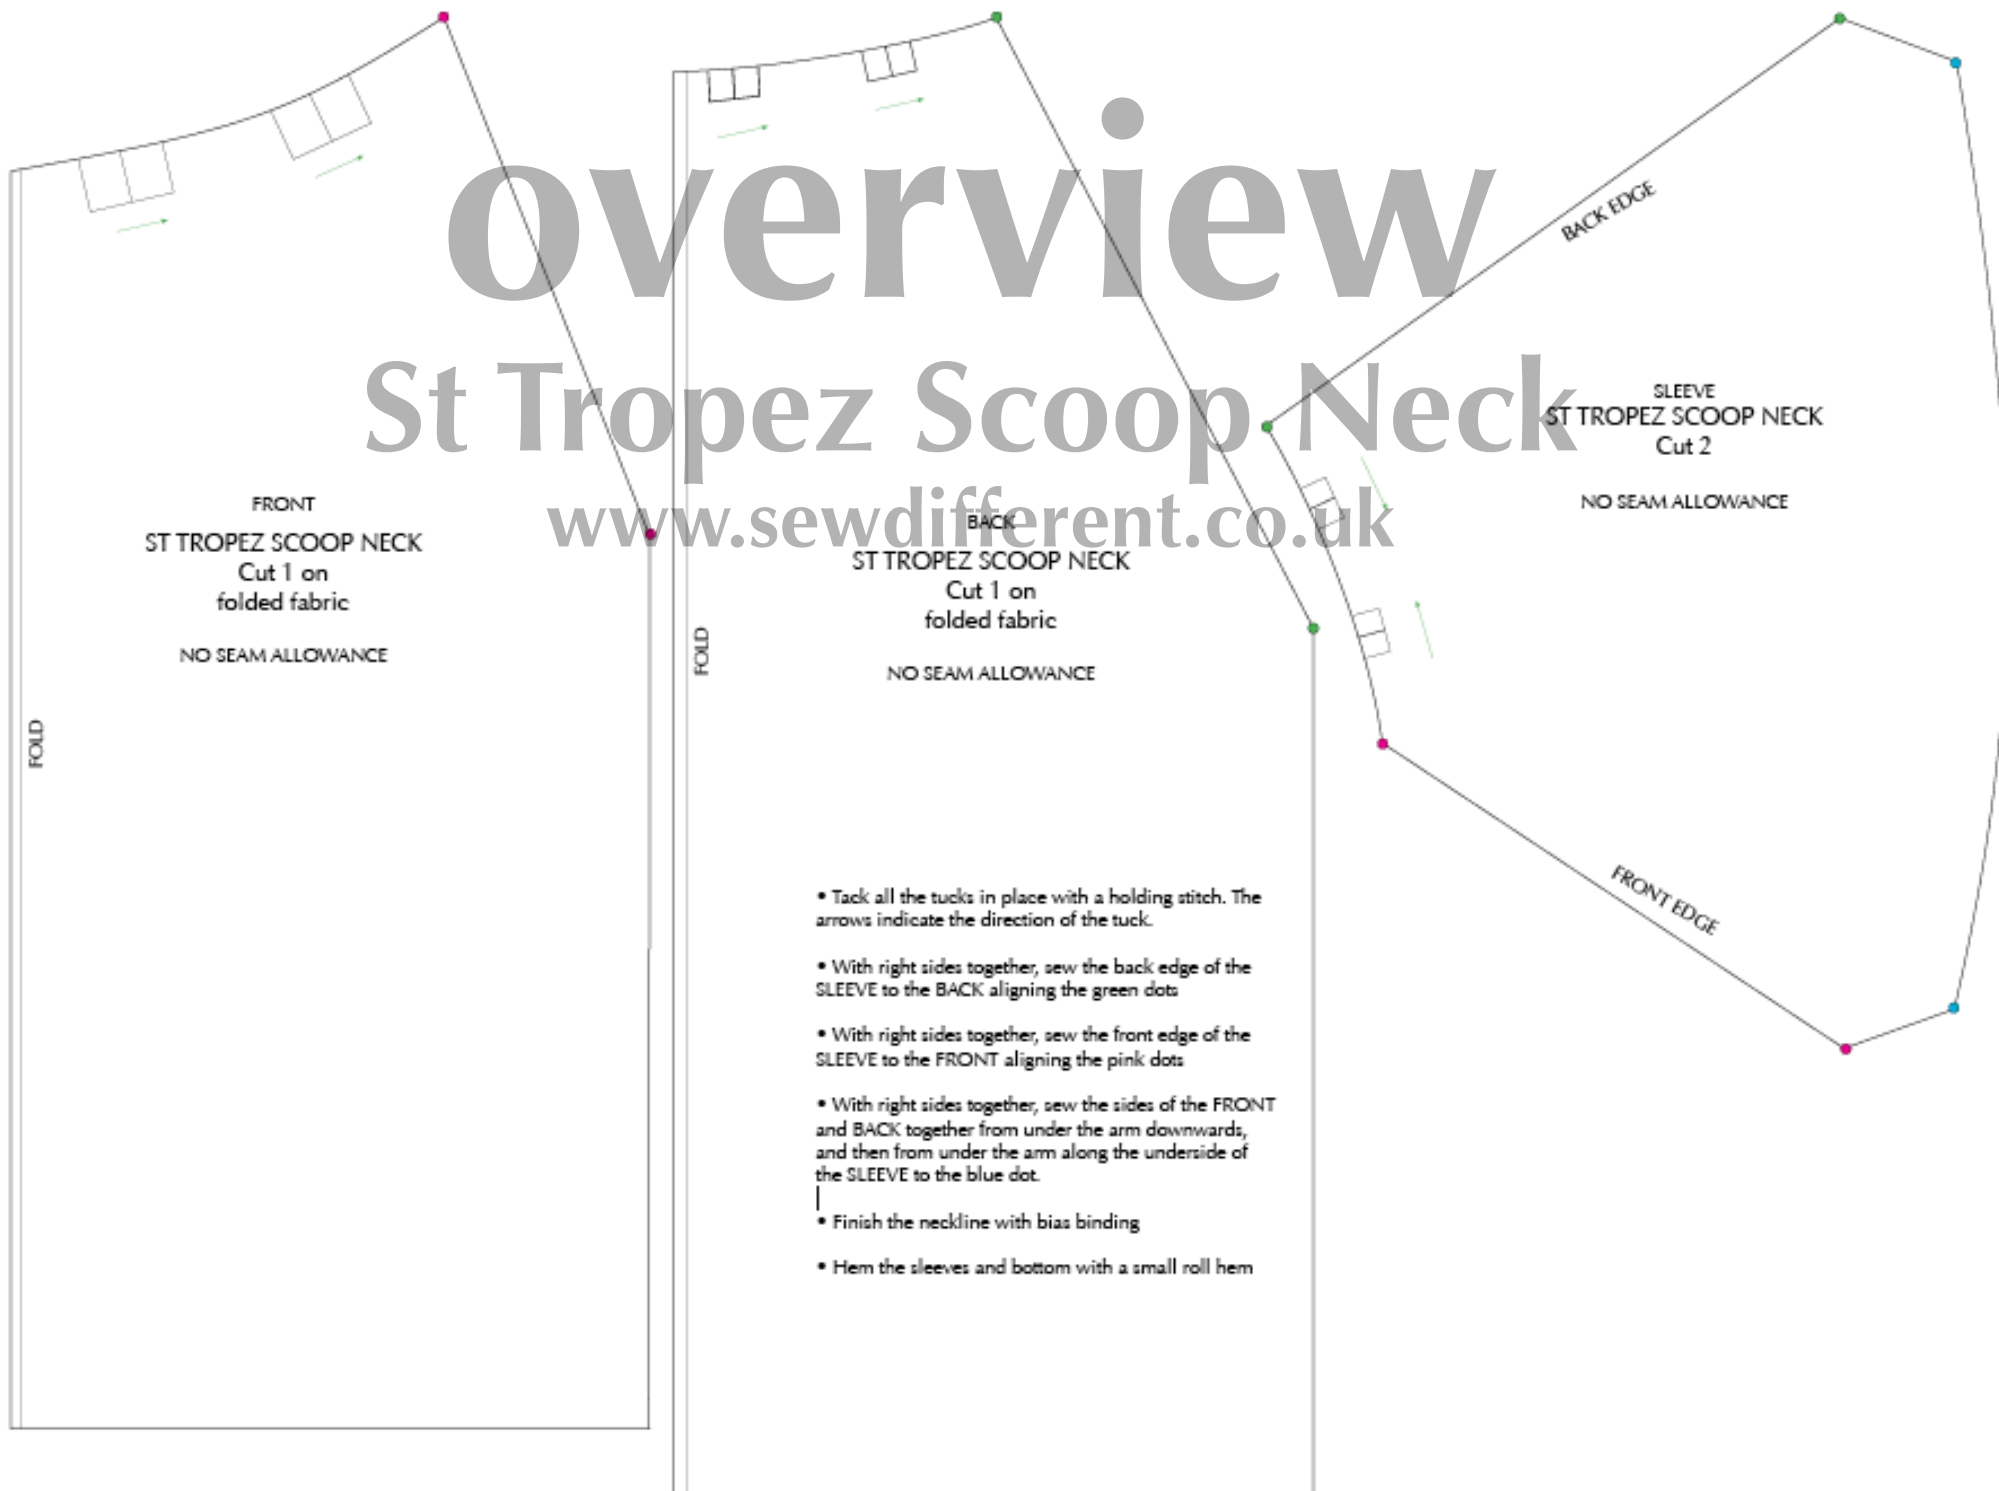 overview
St Tropez Scoop Neck
www.sewdifferent.co.uk
FRONT
ST TROPEZ SCOOP NECK
Cut 1 on
folded fabric
NO SEAM ALLOWANCE
FOLD
BACK
ST TROPEZ SCOOP NECK
Cut 1 on
folded fabric
NO SEAM ALLOWANCE
FOLD
• Tack all the tucks in place with a holding stitch. The
arrows indicate the direction of the tuck.
• With right sides together, sew the back edge of the
SLEEVE to the BACK aligning the green dots
• With right sides together, sew the front edge of the
SLEEVE to the FRONT aligning the pink dots
• With right sides together, sew the sides of the FRONT
and BACK together from under the arm downwards,
and then from under the arm along the underside of
the SLEEVE to the blue dot.
• Finish the neckline with bias binding
• Hem the sleeves and bottom with a small roll hem
BACK EDGE
SLEEVE
ST TROPEZ SCOOP NECK
Cut 2
NO SEAM ALLOWANCE
FRONT EDGE